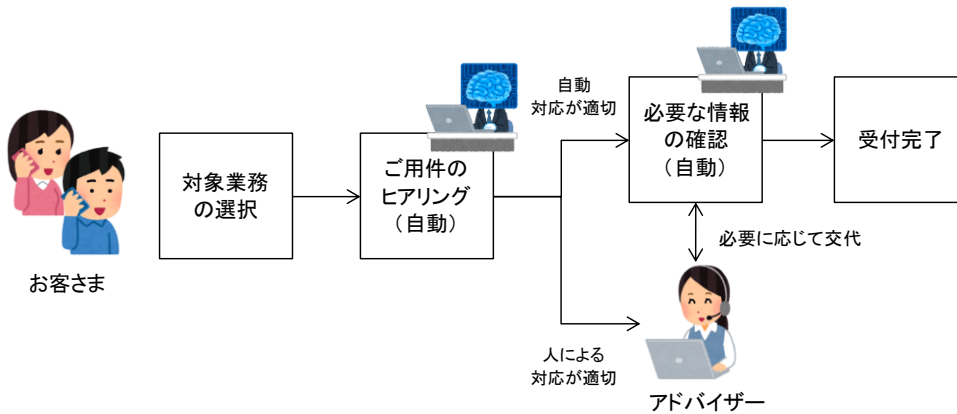 お客さま
対象業務
の選択
ご用件の
ヒアリング
（自動）
自動
対応が適切
必要な情報
の確認
（自動）
受付完了
必要に応じて交代
人による
対応が適切
アドバイザー